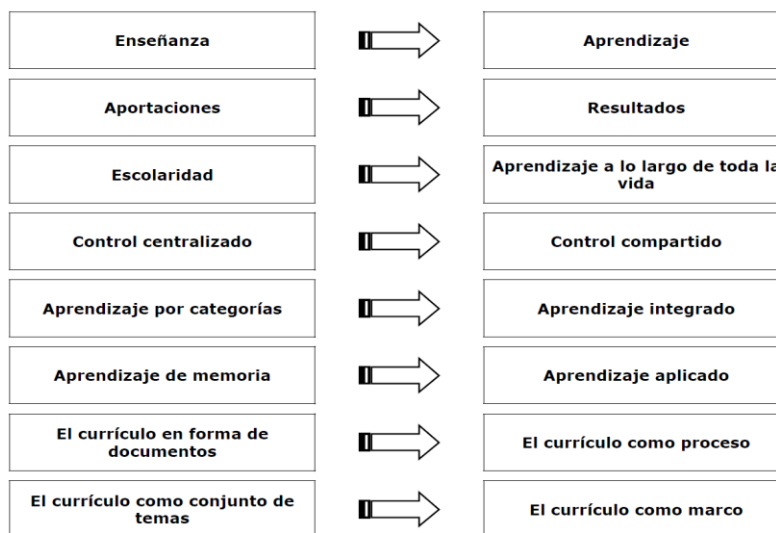 Enseñanza
Aprendizaje
Aportaciones
Resultados
Escolaridad
Aprendizaje a lo largo de toda la
vida
Control centralizado
Control compartido
Aprendizaje por categorías
Aprendizaje integrado
Aprendizaje de memoria
Aprendizaje aplicado
El currículo en forma de
documentos
El currículo como proceso
El currículo como conjunto de
temas
El currículo como marco